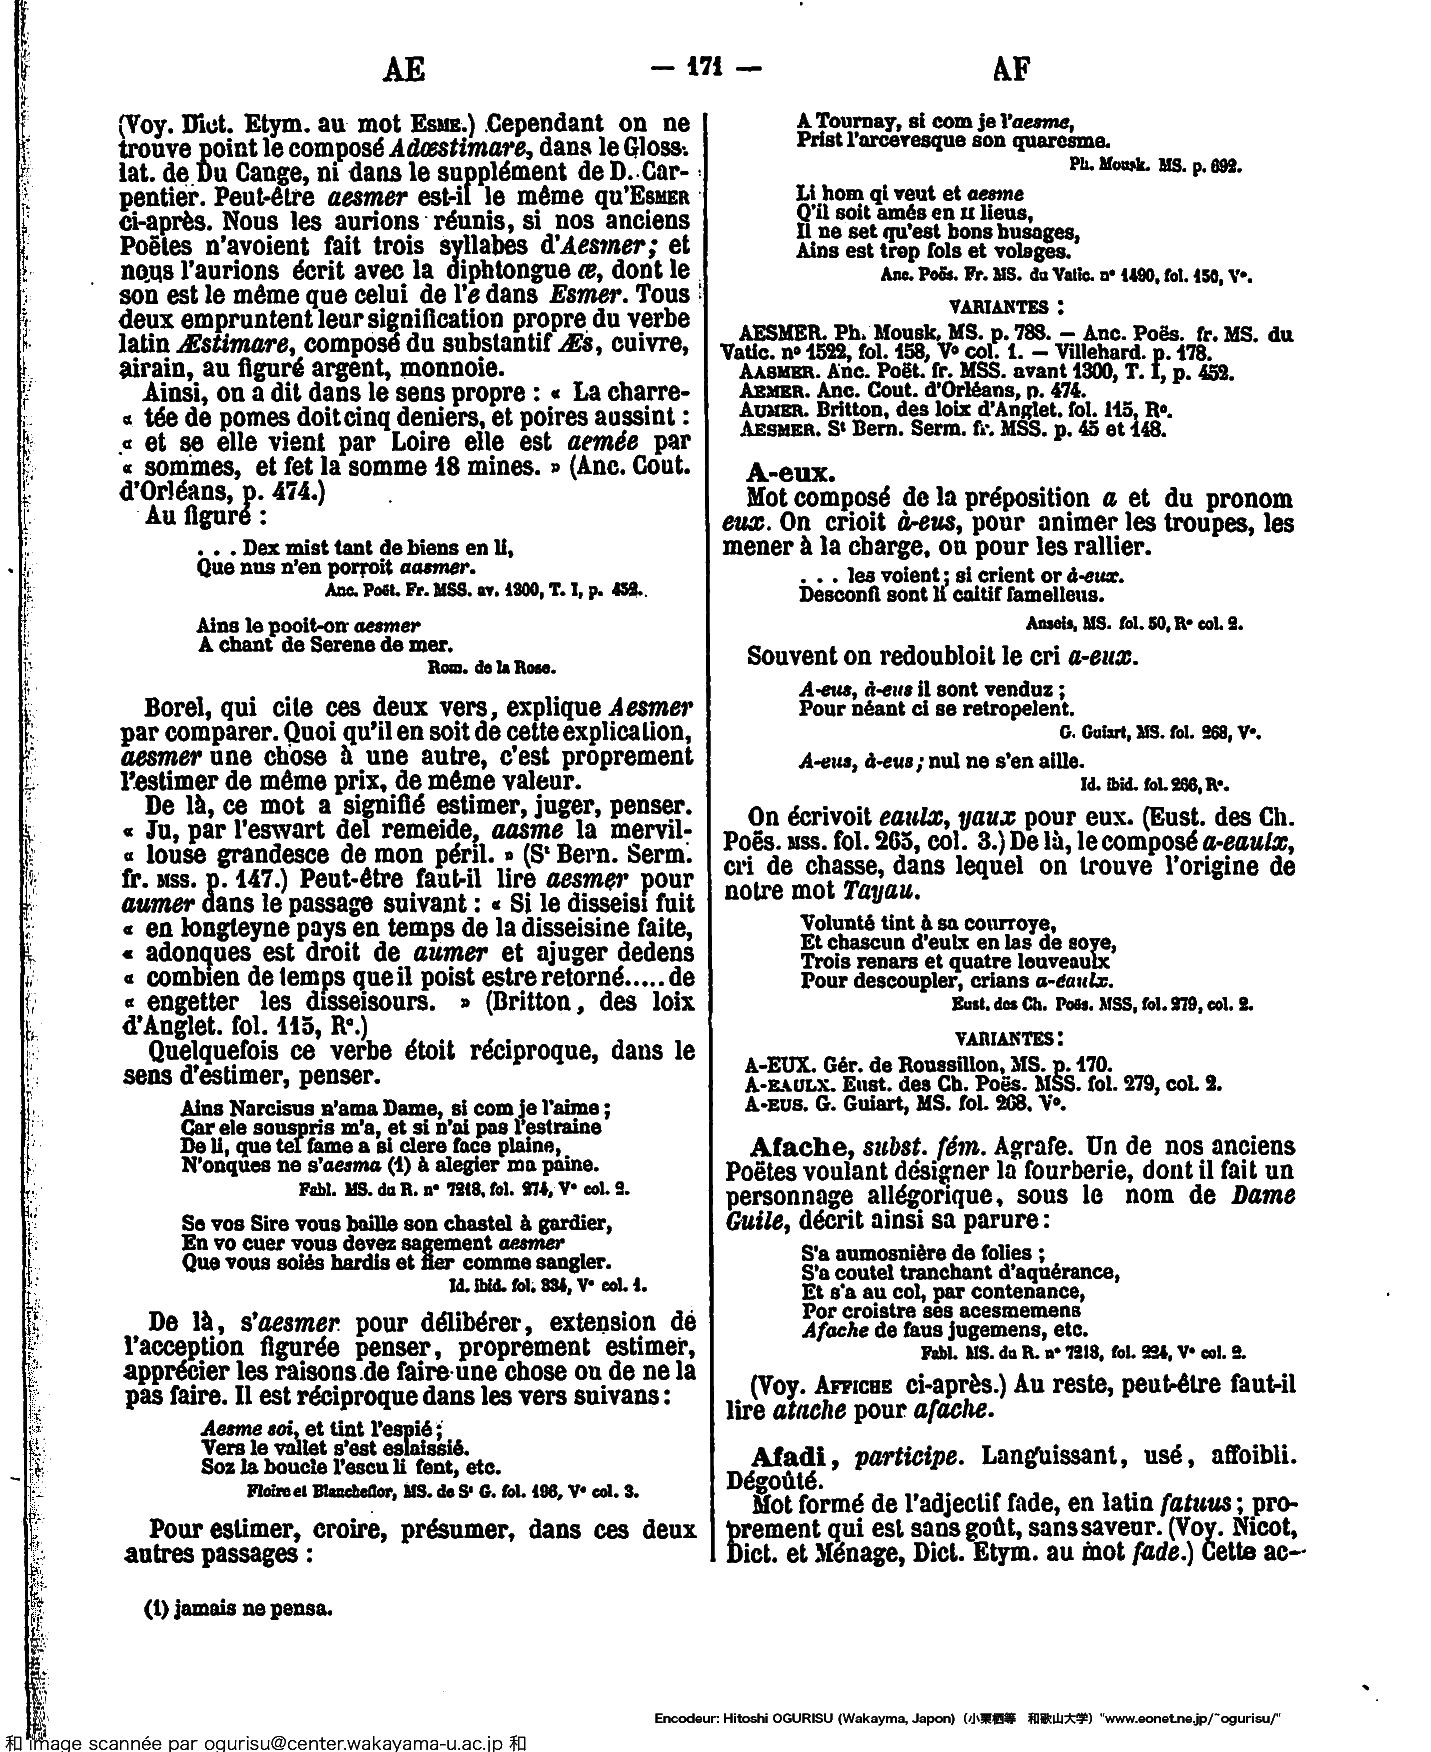 AE — 171 — AF
(Voy. Dict. Etym. au mot ESME.) Cependant on ne
trouve point le composé Adæstimare, dans le Gloss.
lat. de Du Cange, ni dans le supplément de D. Car-
pentier. Peut-être aesmer est-il le même qu'ESMER
ci-après. Nous les aurions réunis, si nos anciens
Poëtes n'avoient fait trois syllabes d'Aesmer; et
nous l'aurions écrit avec la diphtongue æ, dont le
son est le même que celui de l'e dans Esmer. Tous
deux empruntent leur signification propre du verbe
latin Æstimare, composé du substantif Æs, cuivre,
airain, au figuré argent, monnoie.
Ainsi, on a dit dans le sens propre : « La charre-
« tée de pomes doit cinq deniers, et poires aussint :
« et se elle vient par Loire elle est aemée par
« sommes, et fet la somme 18 mines. » (Anc. Cout.
d'Orléans, p. 474.)
Au figuré :
. . . Dex mist tant de biens en li,
Que nus n'en porroit aasmer.
Anc. Poët. Fr. MSS. av. 1300, T. I, p. 452.
Ains le pooit-on aesmer
A chant de Serene de mer.
Rom. de la Rose.
Borel, qui cite ces deux vers, explique Aesmer
par comparer. Quoi qu'il en soit de cette explication,
aesmer une chose à une autre, c'est proprement
l'estimer de même prix, de même valeur.
De là, ce mot a signifié estimer, juger, penser.
« Ju, par l'eswart del remeide, aasme la mervil-
« louse grandesce de mon péril. » (St Bern. Serm.
fr. MSS. p. 147.) Peut-être faut-il lire aesmer pour
aumer dans le passage suivant : « Si le disseisi fuit
« en longteyne pays en temps de la disseisine faite,
« adonques est droit de aumer et ajuger dedens
« combien de temps que il poist estre retorné..... de
« engetter les disseisours. » (Britton, des loix
d'Anglet. fol. 115, Ro.)
Quelquefois ce verbe étoit réciproque, dans le
sens d'estimer, penser.
Ains Narcisus n'ama Dame, si com je l'aime ;
Car ele souspris m'a, et si n'ai pas l'estraine
De li, que tel fame a si clere face plaine,
N'onques ne s'aesma (1) à alegier ma paine.
Fabl. MS. du R. no 7218, fol. 274, Vo col. 2.
Se vos Sire vous baille son chastel à gardier,
En vo cuer vous devez sagement aesmer
Que vous soiés hardis et fier comme sangler.
Id. ibid. fol. 334, Vo col. 1.
De là, s'aesmer pour délibérer, extension de
l'acception figurée penser, proprement estimer,
apprécier les raisons de faire une chose ou de ne la
pas faire. Il est réciproque dans les vers suivans :
Aesme soi, et tint l'espié ;
Vers le vallet s'est eslaissié.
Soz la boucle l'escu li fent, etc.
Floire et Blancheflor, MS. de St G. fol. 196, Vo col. 3.
Pour estimer, croire, présumer, dans ces deux
autres passages :
(1) jamais ne pensa.
A Tournay, si com je l'aesme,
Prist l'arcevesque son quaresme.
Ph. Mousk. MS. p. 692.
Li hom qi veut et aesme
Q'il soit amés en II lieus,
Il ne set qu'est bons husages,
Ains est trop fols et volages.
Anc. Poës. Fr. MS. du Vatic. no 1490, fol. 150, Vo.
VARIANTES :
AESMER. Ph. Mousk, MS. p. 788. — Anc. Poës. fr. MS. du
Vatic. no 1522, fol. 158, Vo col. 1. — Villehard. p. 178.
AASMER. Anc. Poët. fr. MSS. avant 1300, T. I, p. 452.
AEMER. Anc. Cout. d'Orléans, p. 474.
AUMER. Britton, des loix d'Anglet. fol. 115, Ro.
AESMER. St Bern. Serm. fr. MSS. p. 45 et 148.
A-eux.
Mot composé de la préposition a et du pronom
eux. On crioit à-eus, pour animer les troupes, les
mener à la charge, ou pour les rallier.
. . . les voient ; si crient or à-eux.
Desconfi sont li caitif famelleus.
Anseis, MS. fol. 50, Ro col. 2.
Souvent on redoubloit le cri a-eux.
A-eus, à-eus il sont venduz ;
Pour néant ci se retropelent.
G. Guiart, MS. fol. 268, Vo.
A-eus, à-eus ; nul ne s'en aille.
Id. ibid. fol. 266, Ro.
On écrivoit eaulx, yaux pour eux. (Eust. des Ch.
Poës. MSS. fol. 265, col. 3.) De là, le composé a-eaulx,
cri de chasse, dans lequel on trouve l'origine de
notre mot Tayau.
Volunté tint à sa courroye,
Et chascun d'eulx en las de soye,
Trois renars et quatre louveaulx
Pour descoupler, crians a-éaulx.
Eust. des Ch. Poës. MSS, fol. 279, col. 2.
VARIANTES :
A-EUX. Gér. de Roussillon, MS. p. 170.
A-EAULX. Eust. des Ch. Poës. MSS. fol. 279, col. 2.
A-EUS. G. Guiart, MS. fol. 268. Vo.
Afache, subst. fém. Agrafe. Un de nos anciens
Poëtes voulant désigner la fourberie, dont il fait un
personnage allégorique, sous le nom de Dame
Guile, décrit ainsi sa parure :
S'a aumosnière de folies ;
S'a coutel tranchant d'aquérance,
Et s'a au col, par contenance,
Por croistre ses acesmemens
Afache de faus jugemens, etc.
Fabl. MS. du R. no 7218, fol. 224, Vo col. 2.
(Voy. AFFICHE ci-après.) Au reste, peut-être faut-il
lire atache pour afache.
Afadi, participe. Languissant, usé, affoibli.
Dégoûté.
Mot formé de l'adjectif fade, en latin fatuus ; pro-
prement qui est sans goût, sans saveur. (Voy. Nicot,
Dict. et Ménage, Dict. Etym. au mot fade.) Cette ac-
Encodeur: Hitoshi OGURISU (Wakayma, Japon) (小栗栖等 和歌山大学) "www.eonet.ne.jp/~ogurisu/"
和 image scannée par ogurisu@center.wakayama-u.ac.jp 和